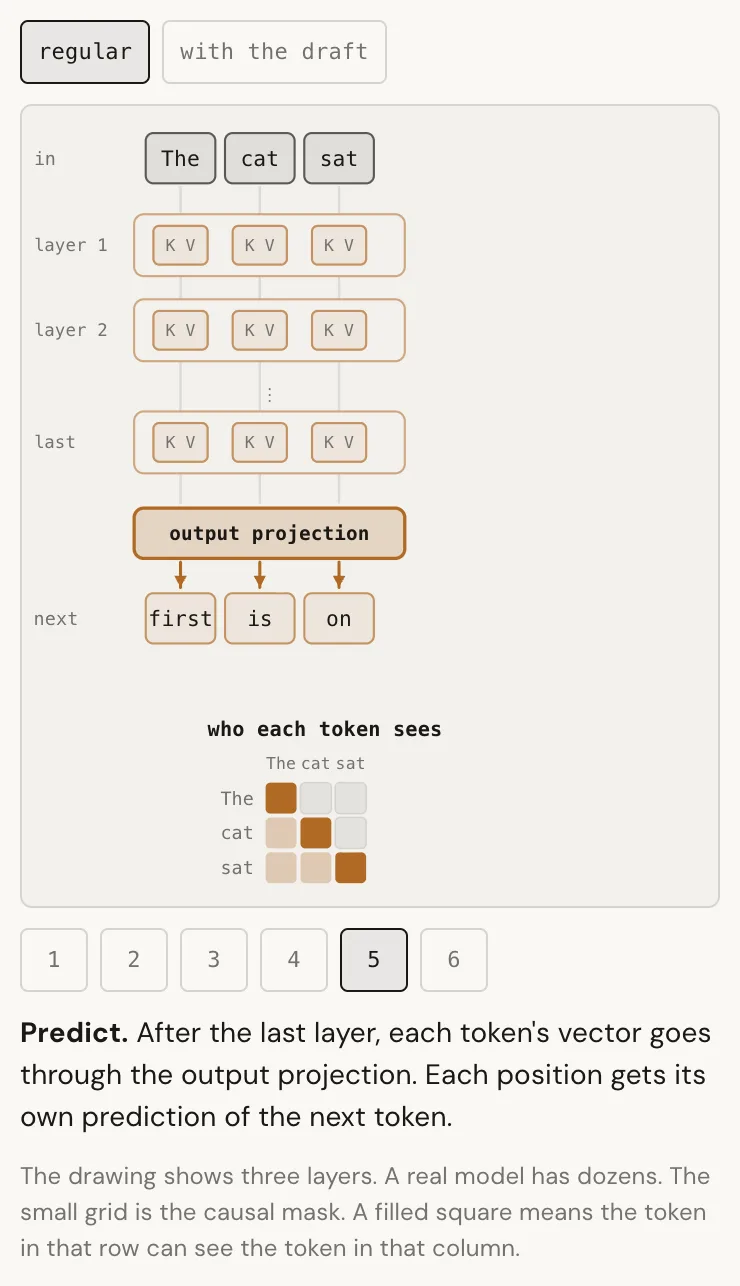 regular with the draft
in The cat sat
layer 1 K V K V K V
layer 2 K V K V K V
⋮
last K V K V K V
output projection
next first is on
who each token sees
The cat sat
The
cat
sat
1 2 3 4 5 6
Predict. After the last layer, each token's vector goes
through the output projection. Each position gets its
own prediction of the next token.
The drawing shows three layers. A real model has dozens. The
small grid is the causal mask. A filled square means the token
in that row can see the token in that column.